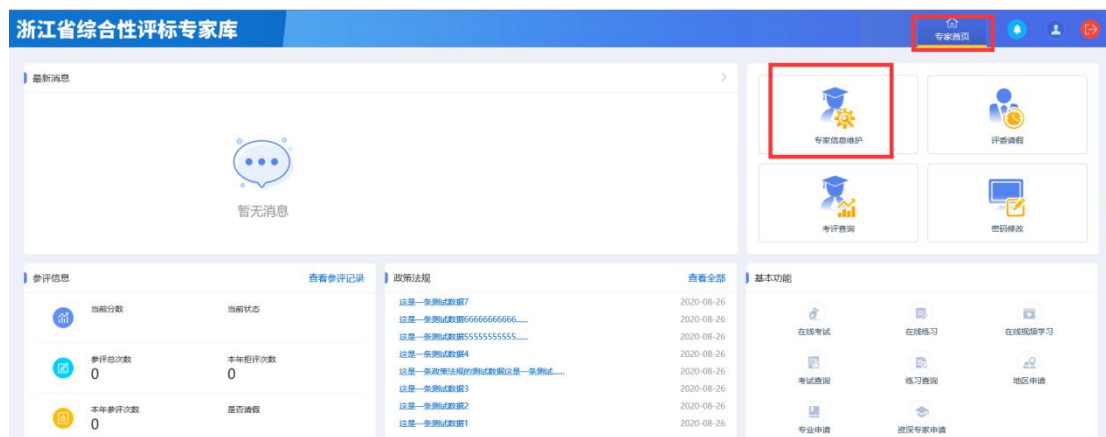 浙江省综合性评标专家库
专家首页
最新消息
暂无消息
专家信息维护
评委请假
考评查询
密码修改
参评信息
查看参评记录
当前分数
当前状态
参评总次数
本年拒评次数
0
0
本年参评次数
是否请假
0
政策法规
查看全部
这是一条测试数据7
2020-08-26
这是一条测试数据66666666666......
2020-08-26
这是一条测试数据55555555555......
2020-08-26
这是一条测试数据4
2020-08-26
这是一条政策法规的测试数据这是一条测试......
2020-08-26
这是一条测试数据3
2020-08-26
这是一条测试数据2
2020-08-26
这是一条测试数据1
2020-08-26
基本功能
在线考试
在线练习
在线视频学习
考试查询
练习查询
地区申请
专业申请
资深专家申请